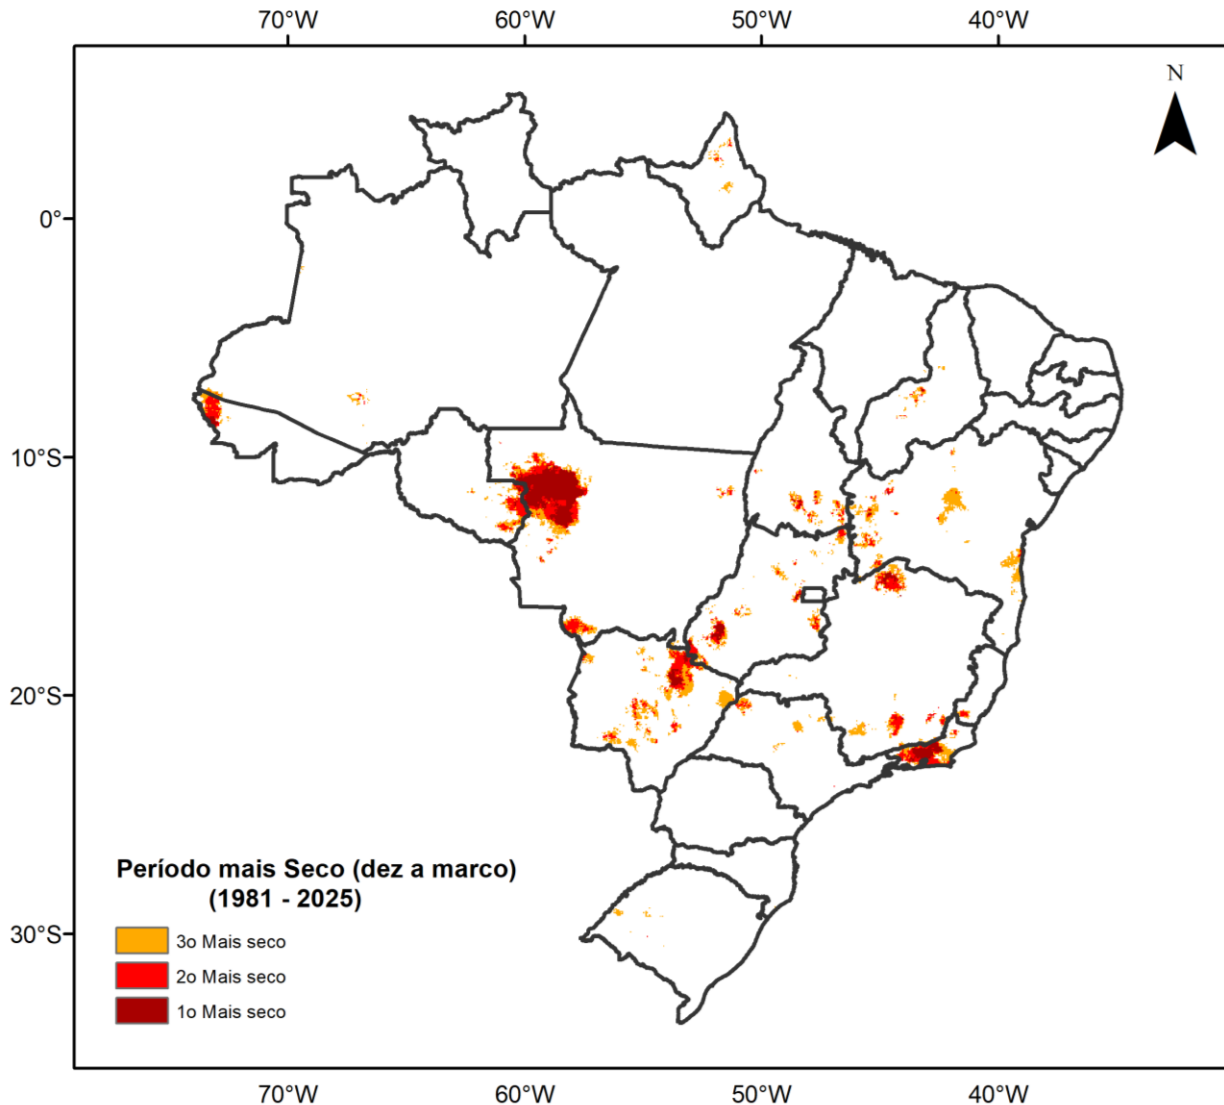 70°W 60°W 50°W 40°W
N
0°
10°S
20°S
30°S
Período mais Seco (dez a marco)
(1981 - 2025)
3o Mais seco
2o Mais seco
1o Mais seco
70°W 60°W 50°W 40°W